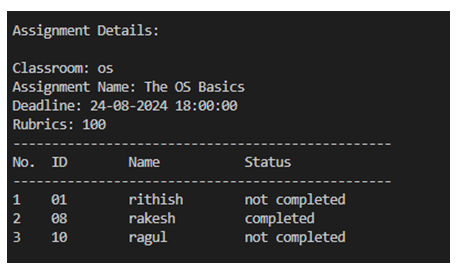 Assignment Details:
Classroom: os
Assignment Name: The OS Basics
Deadline: 24-08-2024 18:00:00
Rubrics: 100
-------------------------------------------------
No. ID Name Status
-------------------------------------------------
1 01 rithish not completed
2 08 rakesh completed
3 10 ragul not completed